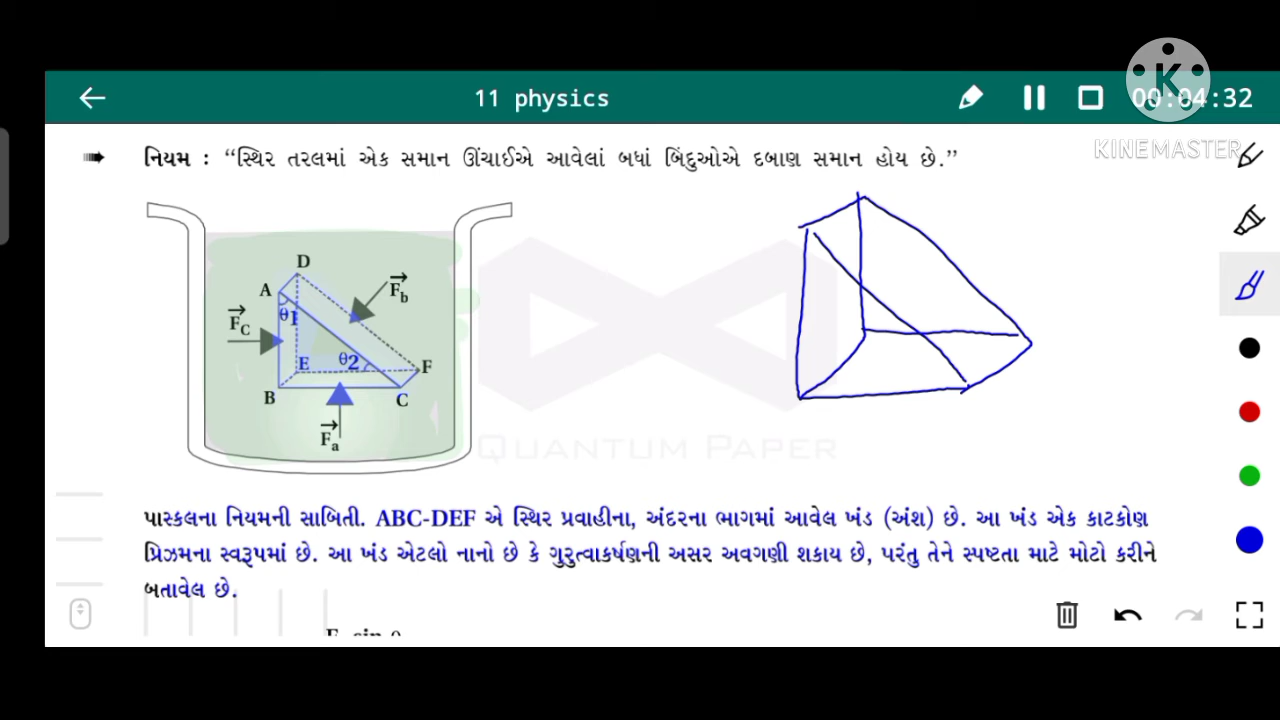 11 physics
00:04:32
K
KINEMASTER
➠ નિયમ : “સ્થિર તરલમાં એક સમાન ઊંચાઈએ આવેલાં બધાં બિંદુઓએ દબાણ સમાન હોય છે.”
D
A
F_b
θ1
F_C
E
θ2
F
B
C
F_a
QUANTUM PAPER
પાસ્કલના નિયમની સાબિતી. ABC-DEF એ સ્થિર પ્રવાહીના, અંદરના ભાગમાં આવેલ ખંડ (અંશ) છે. આ ખંડ એક કાટકોણ
પ્રિઝમના સ્વરૂપમાં છે. આ ખંડ એટલો નાનો છે કે ગુરુત્વાકર્ષણની અસર અવગણી શકાય છે, પરંતુ તેને સ્પષ્ટતા માટે મોટો કરીને
બતાવેલ છે.